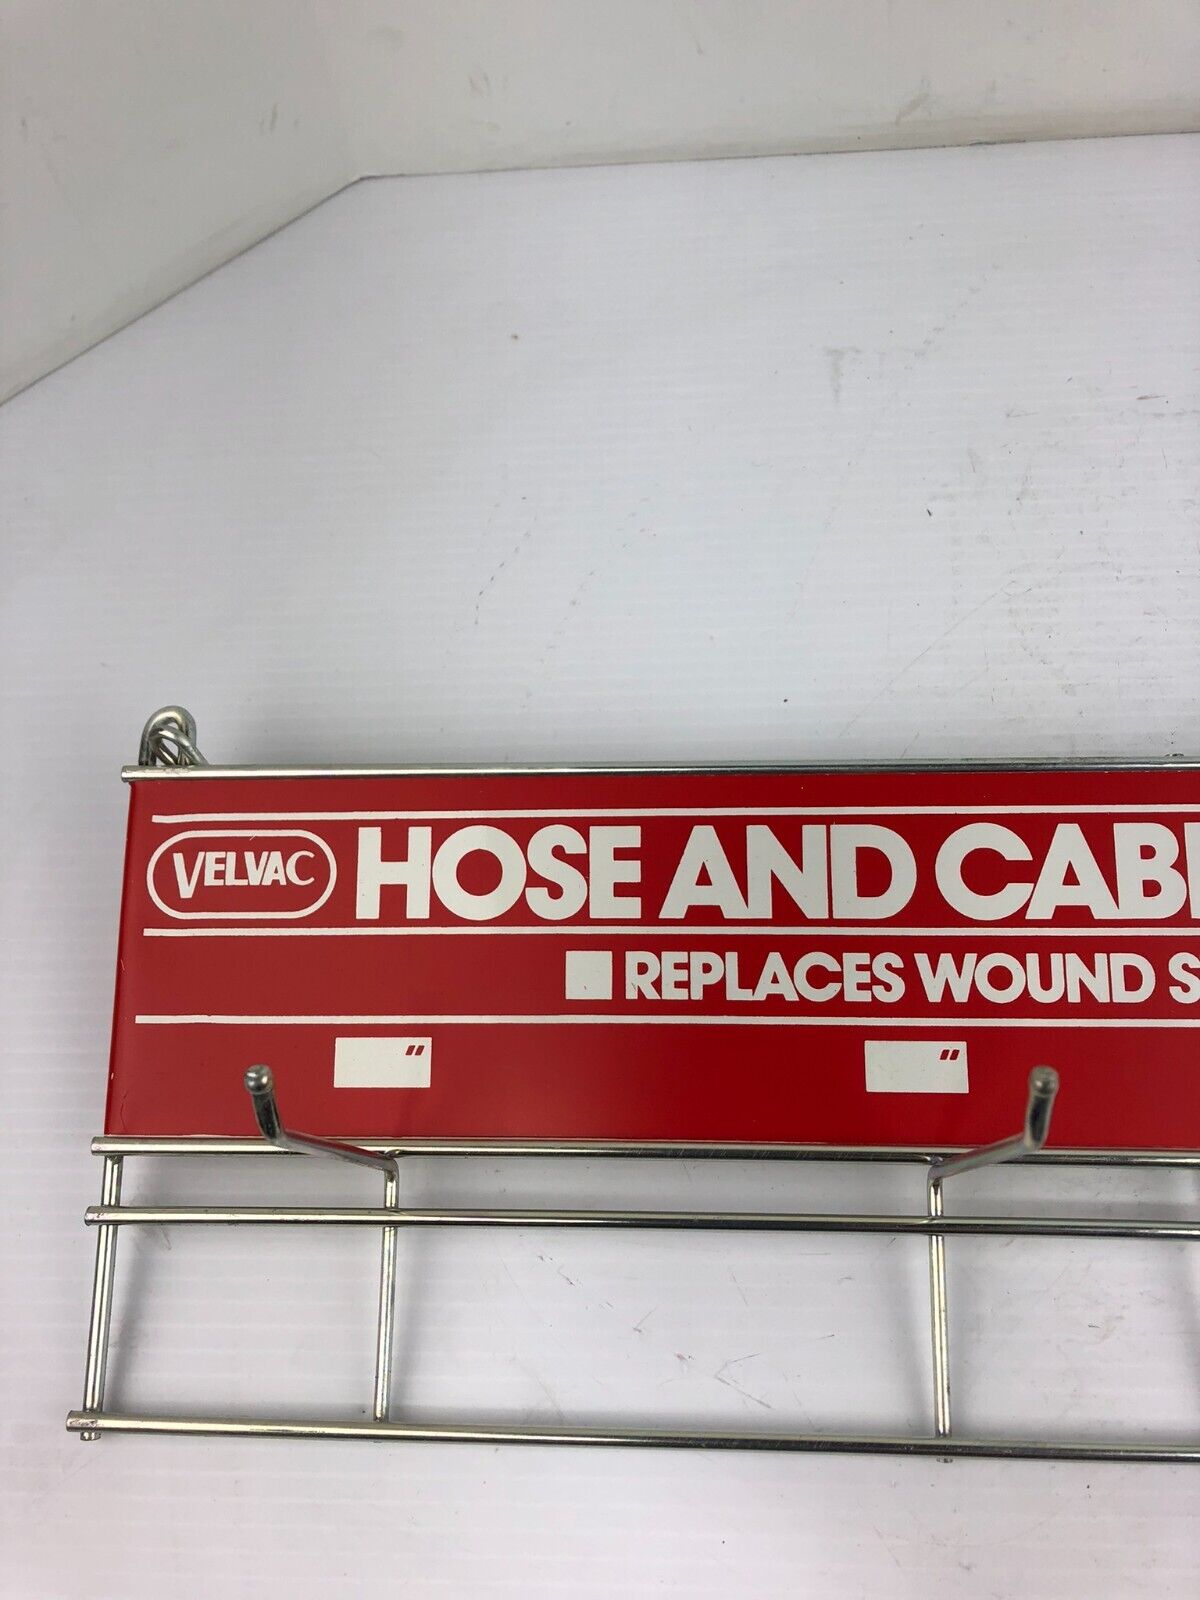 VELVAC HOSE AND CAB
REPLACES WOUND S
"
"